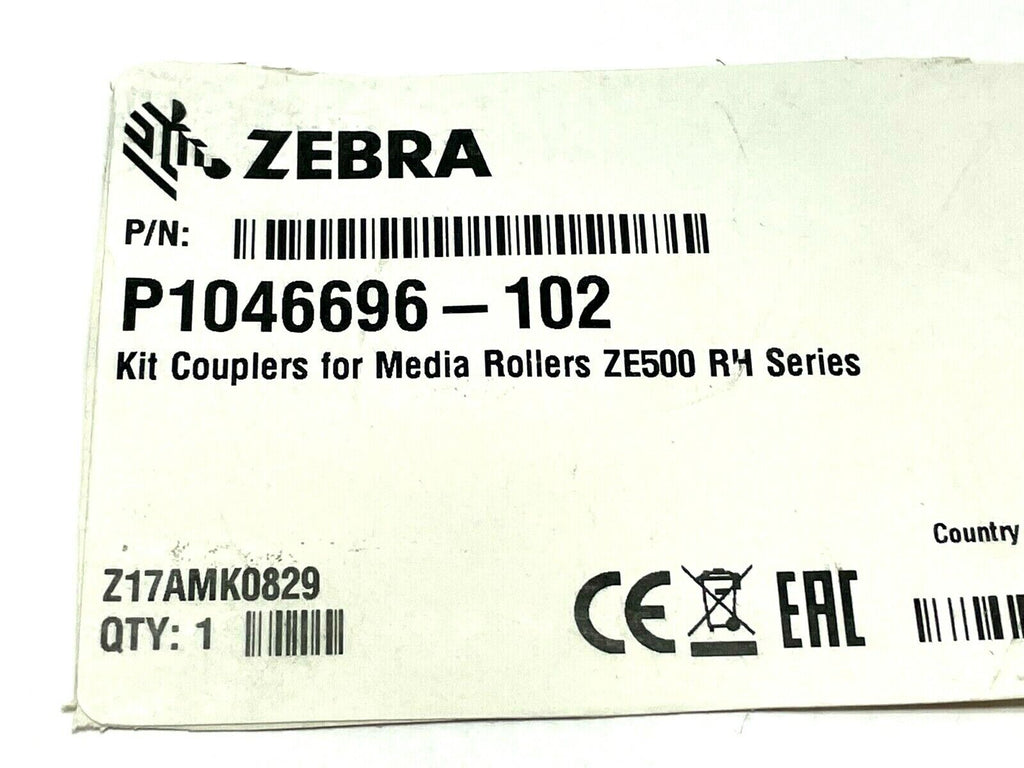 ZEBRA
P/N:
P1046696-102
Kit Couplers for Media Rollers ZE500 RH Series
Country
Z17AMK0829
QTY: 1
CE EAC